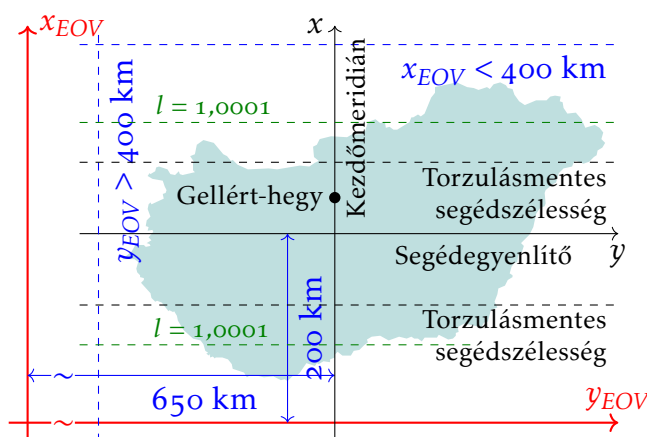 x_EOV
x
x_EOV < 400 km
l = 1,0001
Kezdőmeridián
y_EOV > 400 km
Gellért-hegy
Torzulásmentes
segédszélesség
Segédegyenlítő
y
l = 1,0001
200 km
Torzulásmentes
segédszélesség
~
650 km
y_EOV
~